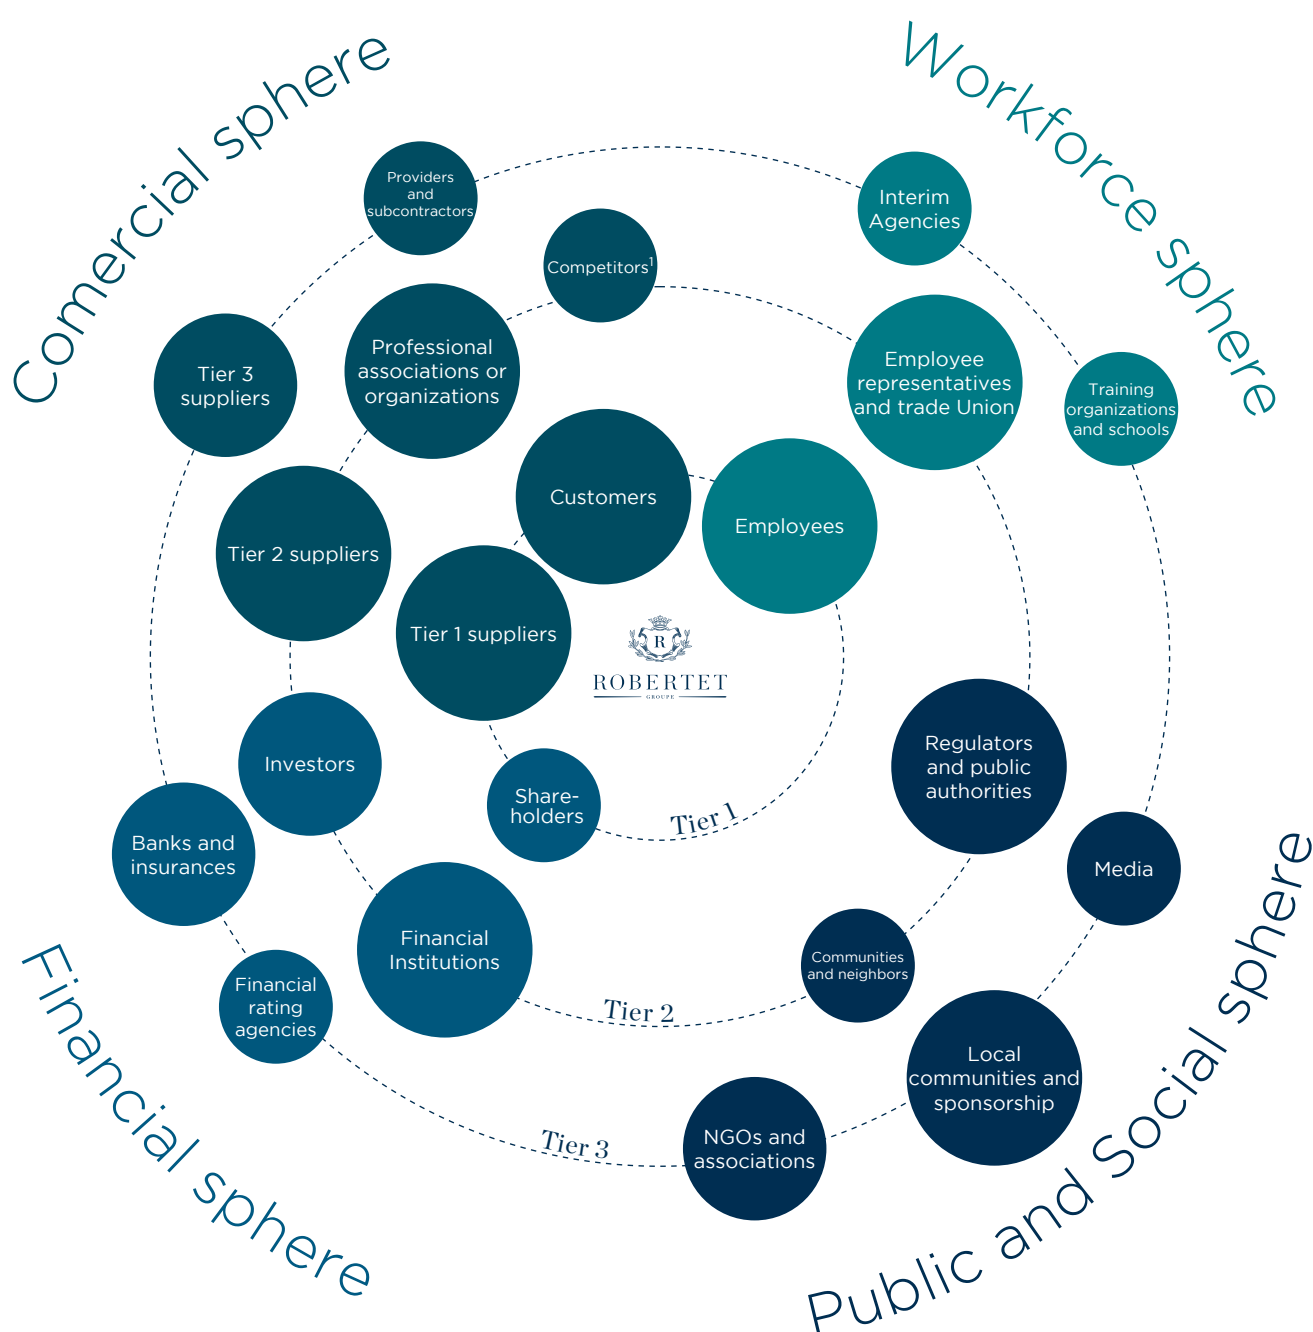 Comercial sphere
Workforce sphere
Providers
and
subcontractors
Interim
Agencies
Competitors¹
Professional
associations or
organizations
Employee
representatives
and trade Union
Tier 3
suppliers
Training
organizations
and schools
Customers
Employees
Tier 2 suppliers
Tier 1 suppliers
R
ROBERTET
GROUPE
Investors
Share-
holders
Tier 1
Regulators
and public
authorities
Banks and
insurances
Media
Financial
Institutions
Communities
and neighbors
Financial
rating
agencies
Tier 2
Local
communities and
sponsorship
Tier 3
NGOs and
associations
Financial sphere
Public and Social sphere